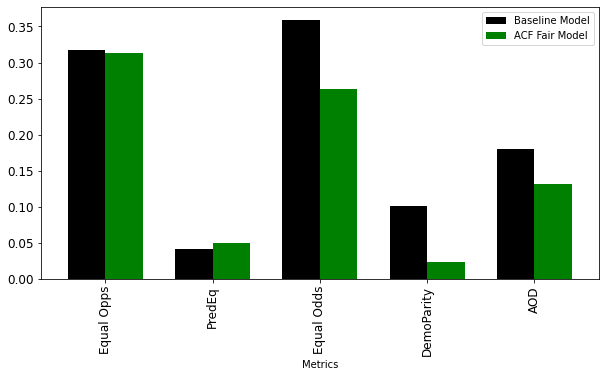 0.35
0.30
0.25
0.20
0.15
0.10
0.05
0.00
Baseline Model
ACF Fair Model
Equal Opps
PredEq
Equal Odds
DemoParity
AOD
Metrics